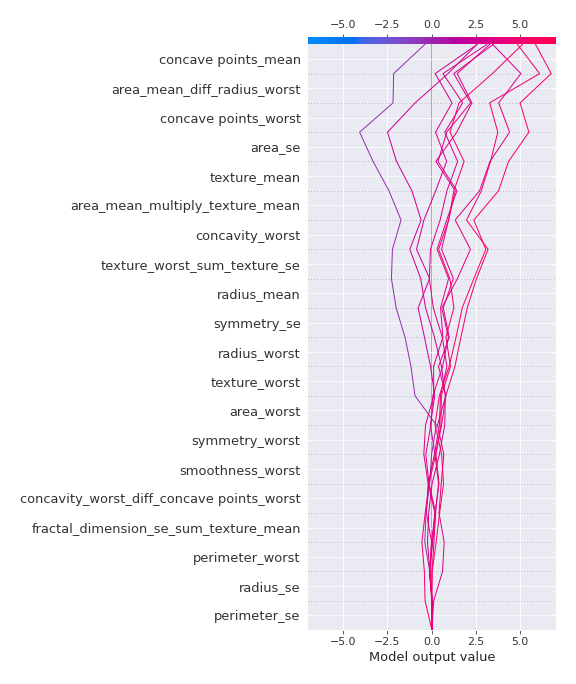 −5.0 −2.5 0.0 2.5 5.0
concave points_mean
area_mean_diff_radius_worst
concave points_worst
area_se
texture_mean
area_mean_multiply_texture_mean
concavity_worst
texture_worst_sum_texture_se
radius_mean
symmetry_se
radius_worst
texture_worst
area_worst
symmetry_worst
smoothness_worst
concavity_worst_diff_concave points_worst
fractal_dimension_se_sum_texture_mean
perimeter_worst
radius_se
perimeter_se
−5.0 −2.5 0.0 2.5 5.0
Model output value